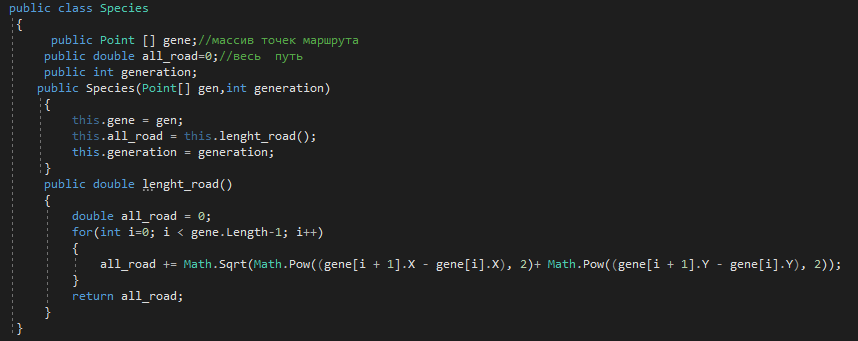 public class Species
{
public Point [] gene;//массив точек маршрута
public double all_road=0;//весь  путь
public int generation;
public Species(Point[] gen,int generation)
{
this.gene = gen;
this.all_road = this.lenght_road();
this.generation = generation;
}
public double lenght_road()
{
double all_road = 0;
for(int i=0; i < gene.Length-1; i++)
{
all_road += Math.Sqrt(Math.Pow((gene[i + 1].X - gene[i].X), 2)+ Math.Pow((gene[i + 1].Y - gene[i].Y), 2));
}
return all_road;
}
}